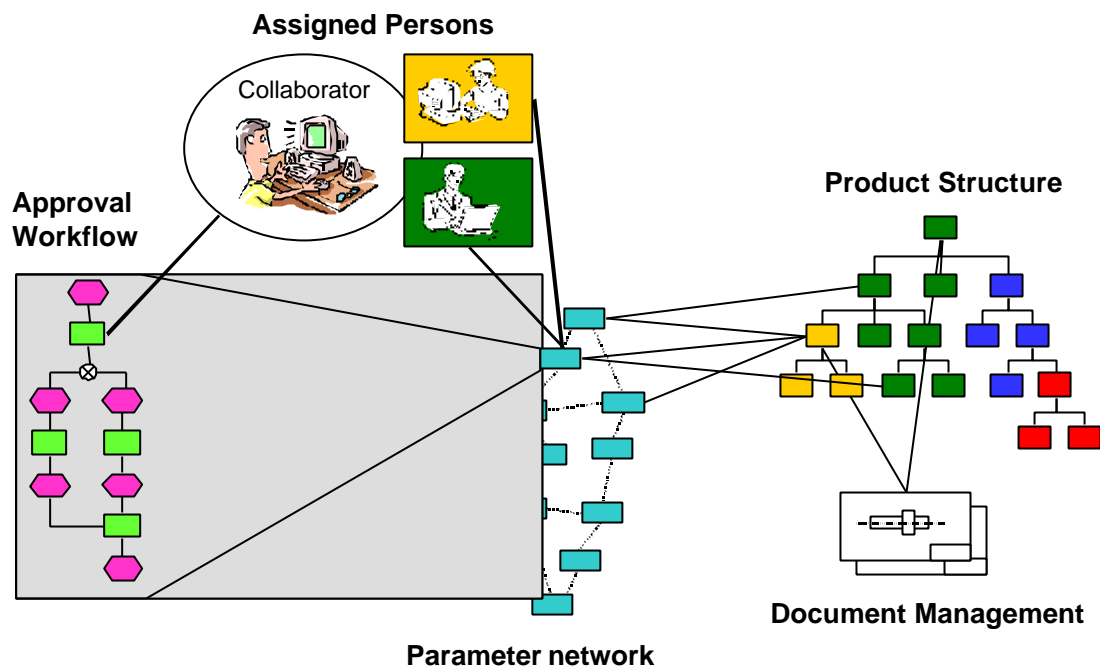 Assigned Persons
Collaborator
Product Structure
Approval
Workflow
Document Management
Parameter network